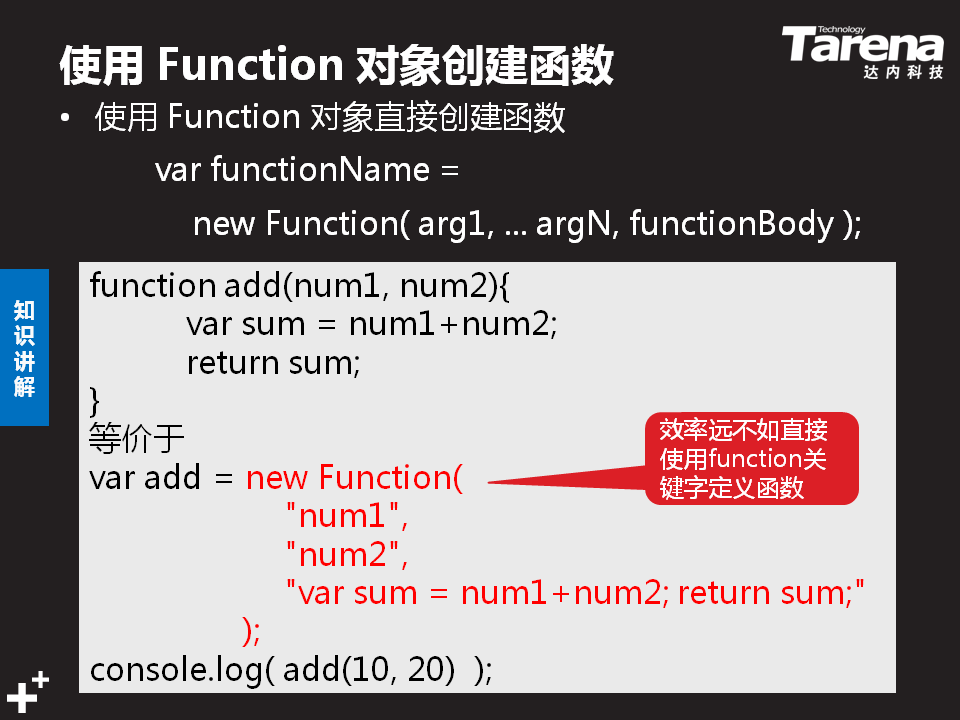 Technology
Tarena
达内科技
使用 Function 对象创建函数
• 使用 Function 对象直接创建函数
var functionName =
new Function( arg1, ... argN, functionBody );
知识讲解
function add(num1, num2){
var sum = num1+num2;
return sum;
}
等价于
var add = new Function(
"num1",
"num2",
"var sum = num1+num2; return sum;"
);
console.log( add(10, 20) );
效率远不如直接
使用function关
键字定义函数